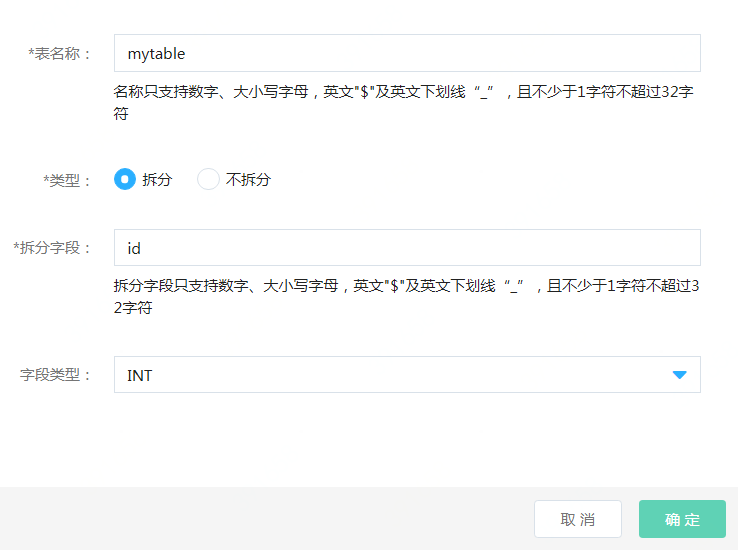 *表名称：
mytable
名称只支持数字、大小写字母，英文"$"及英文下划线“_”，且不少于1字符不超过32字
符
*类型：
拆分
不拆分
*拆分字段：
id
拆分字段只支持数字、大小写字母，英文"$"及英文下划线“_”，且不少于1字符不超过3
2字符
字段类型：
INT
取 消
确 定